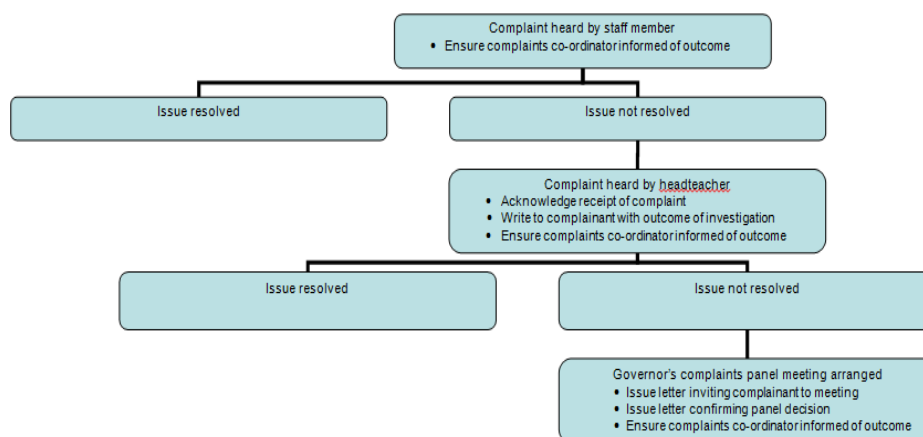 Complaint heard by staff member
• Ensure complaints co-ordinator informed of outcome
Issue resolved
Issue not resolved
Complaint heard by headteacher
• Acknowledge receipt of complaint
• Write to complainant with outcome of investigation
• Ensure complaints co-ordinator informed of outcome
Issue resolved
Issue not resolved
Governor's complaints panel meeting arranged
• Issue letter inviting complainant to meeting
• Issue letter confirming panel decision
• Ensure complaints co-ordinator informed of outcome